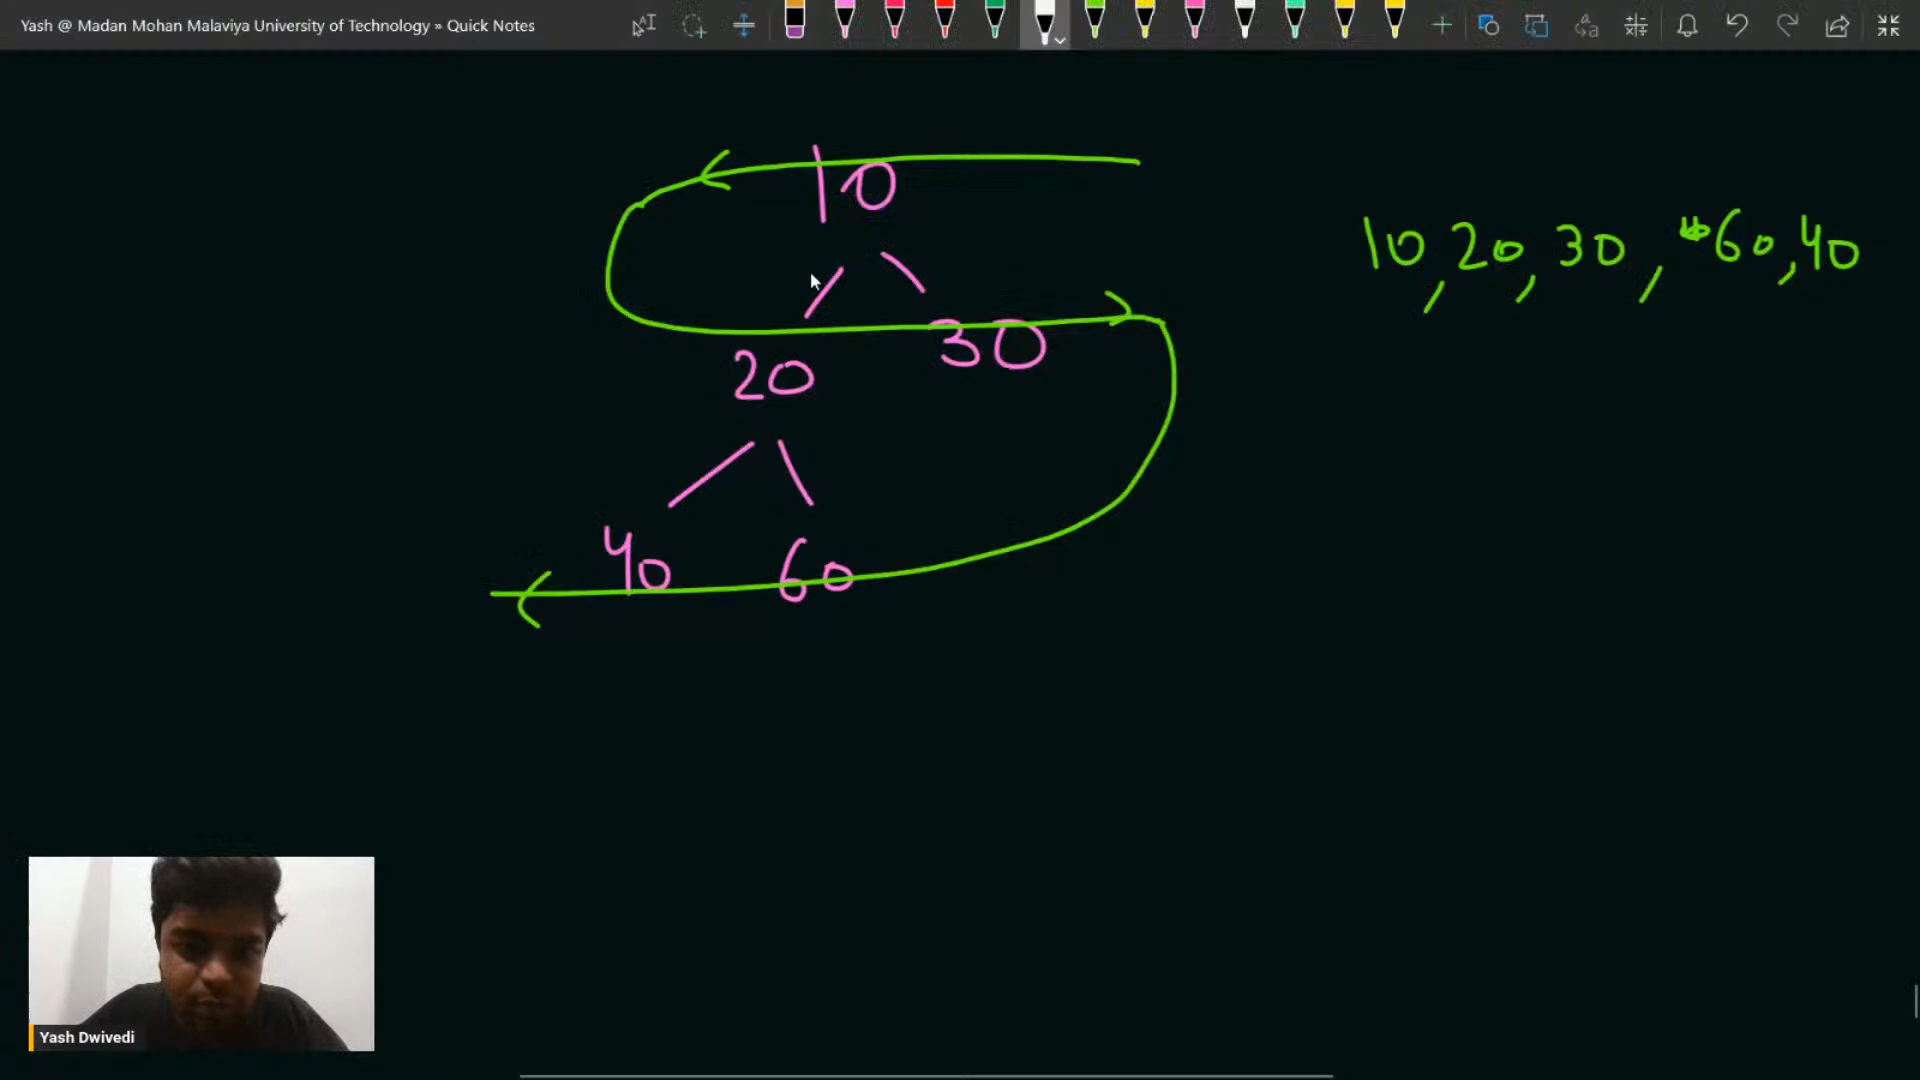 Yash @ Madan Mohan Malaviya University of Technology » Quick Notes
10
10, 20, 30, 60, 40
20 30
40 60
Yash Dwivedi